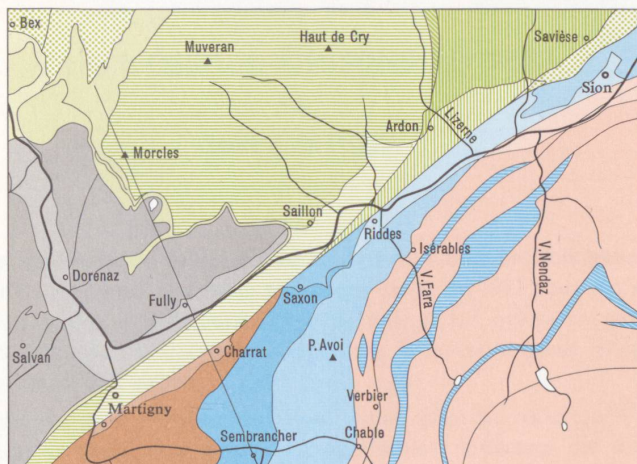 Bex
Muveran
Haut de Cry
Savièse
Sion
Ardon
Lizerne
Morcles
Saillon
Riddes
Isérables
V. Nendaz
Dorénaz
V. Fara
Fully
Saxon
Salvan
Charrat
P. Avoi
Martigny
Verbier
Sembrancher
Chable